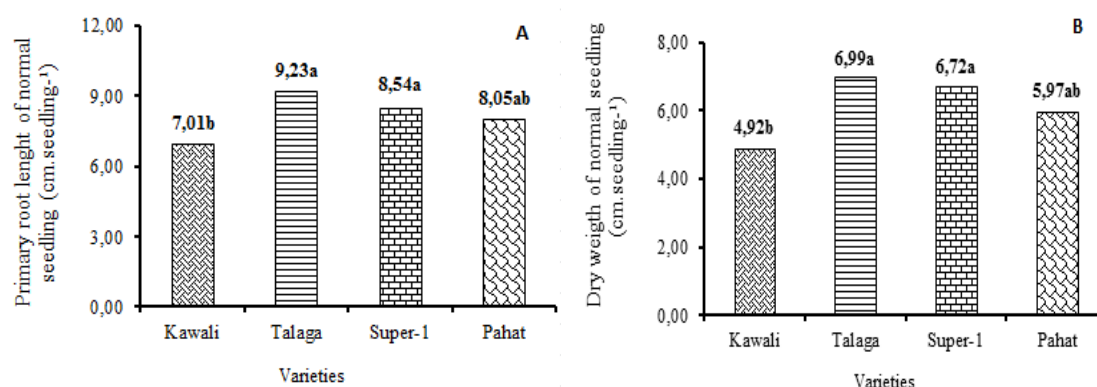 A
Primary root lenght of normal
seedling (cm.seedling-¹)
12,00
9,00
6,00
3,00
0,00
7,01b
9,23a
8,54a
8,05ab
Kawali
Talaga
Super-1
Pahat
Varieties
B
Dry weigth of normal seedling
(cm.seedling-¹)
8,00
6,00
4,00
2,00
0,00
4,92b
6,99a
6,72a
5,97ab
Kawali
Talaga
Super-1
Pahat
Varieties